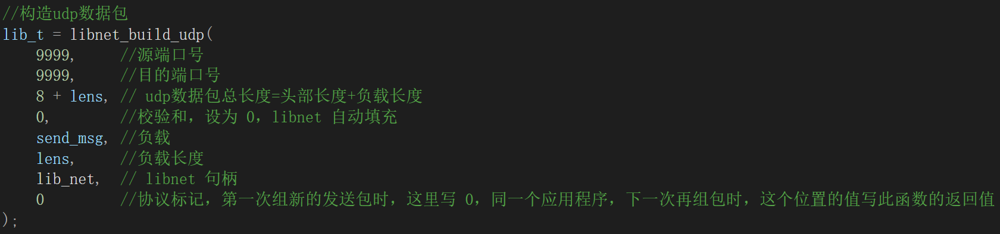 //构造udp数据包
lib_t = libnet_build_udp(
    9999,     //源端口号
    9999,     //目的端口号
    8 + lens, // udp数据包总长度=头部长度+负载长度
    0,        //校验和，设为 0，libnet 自动填充
    send_msg, //负载
    lens,     //负载长度
    lib_net,  // libnet 句柄
    0         //协议标记，第一次组新的发送包时，这里写 0，同一个应用程序，下一次再组包时，这个位置的值写此函数的返回值
);